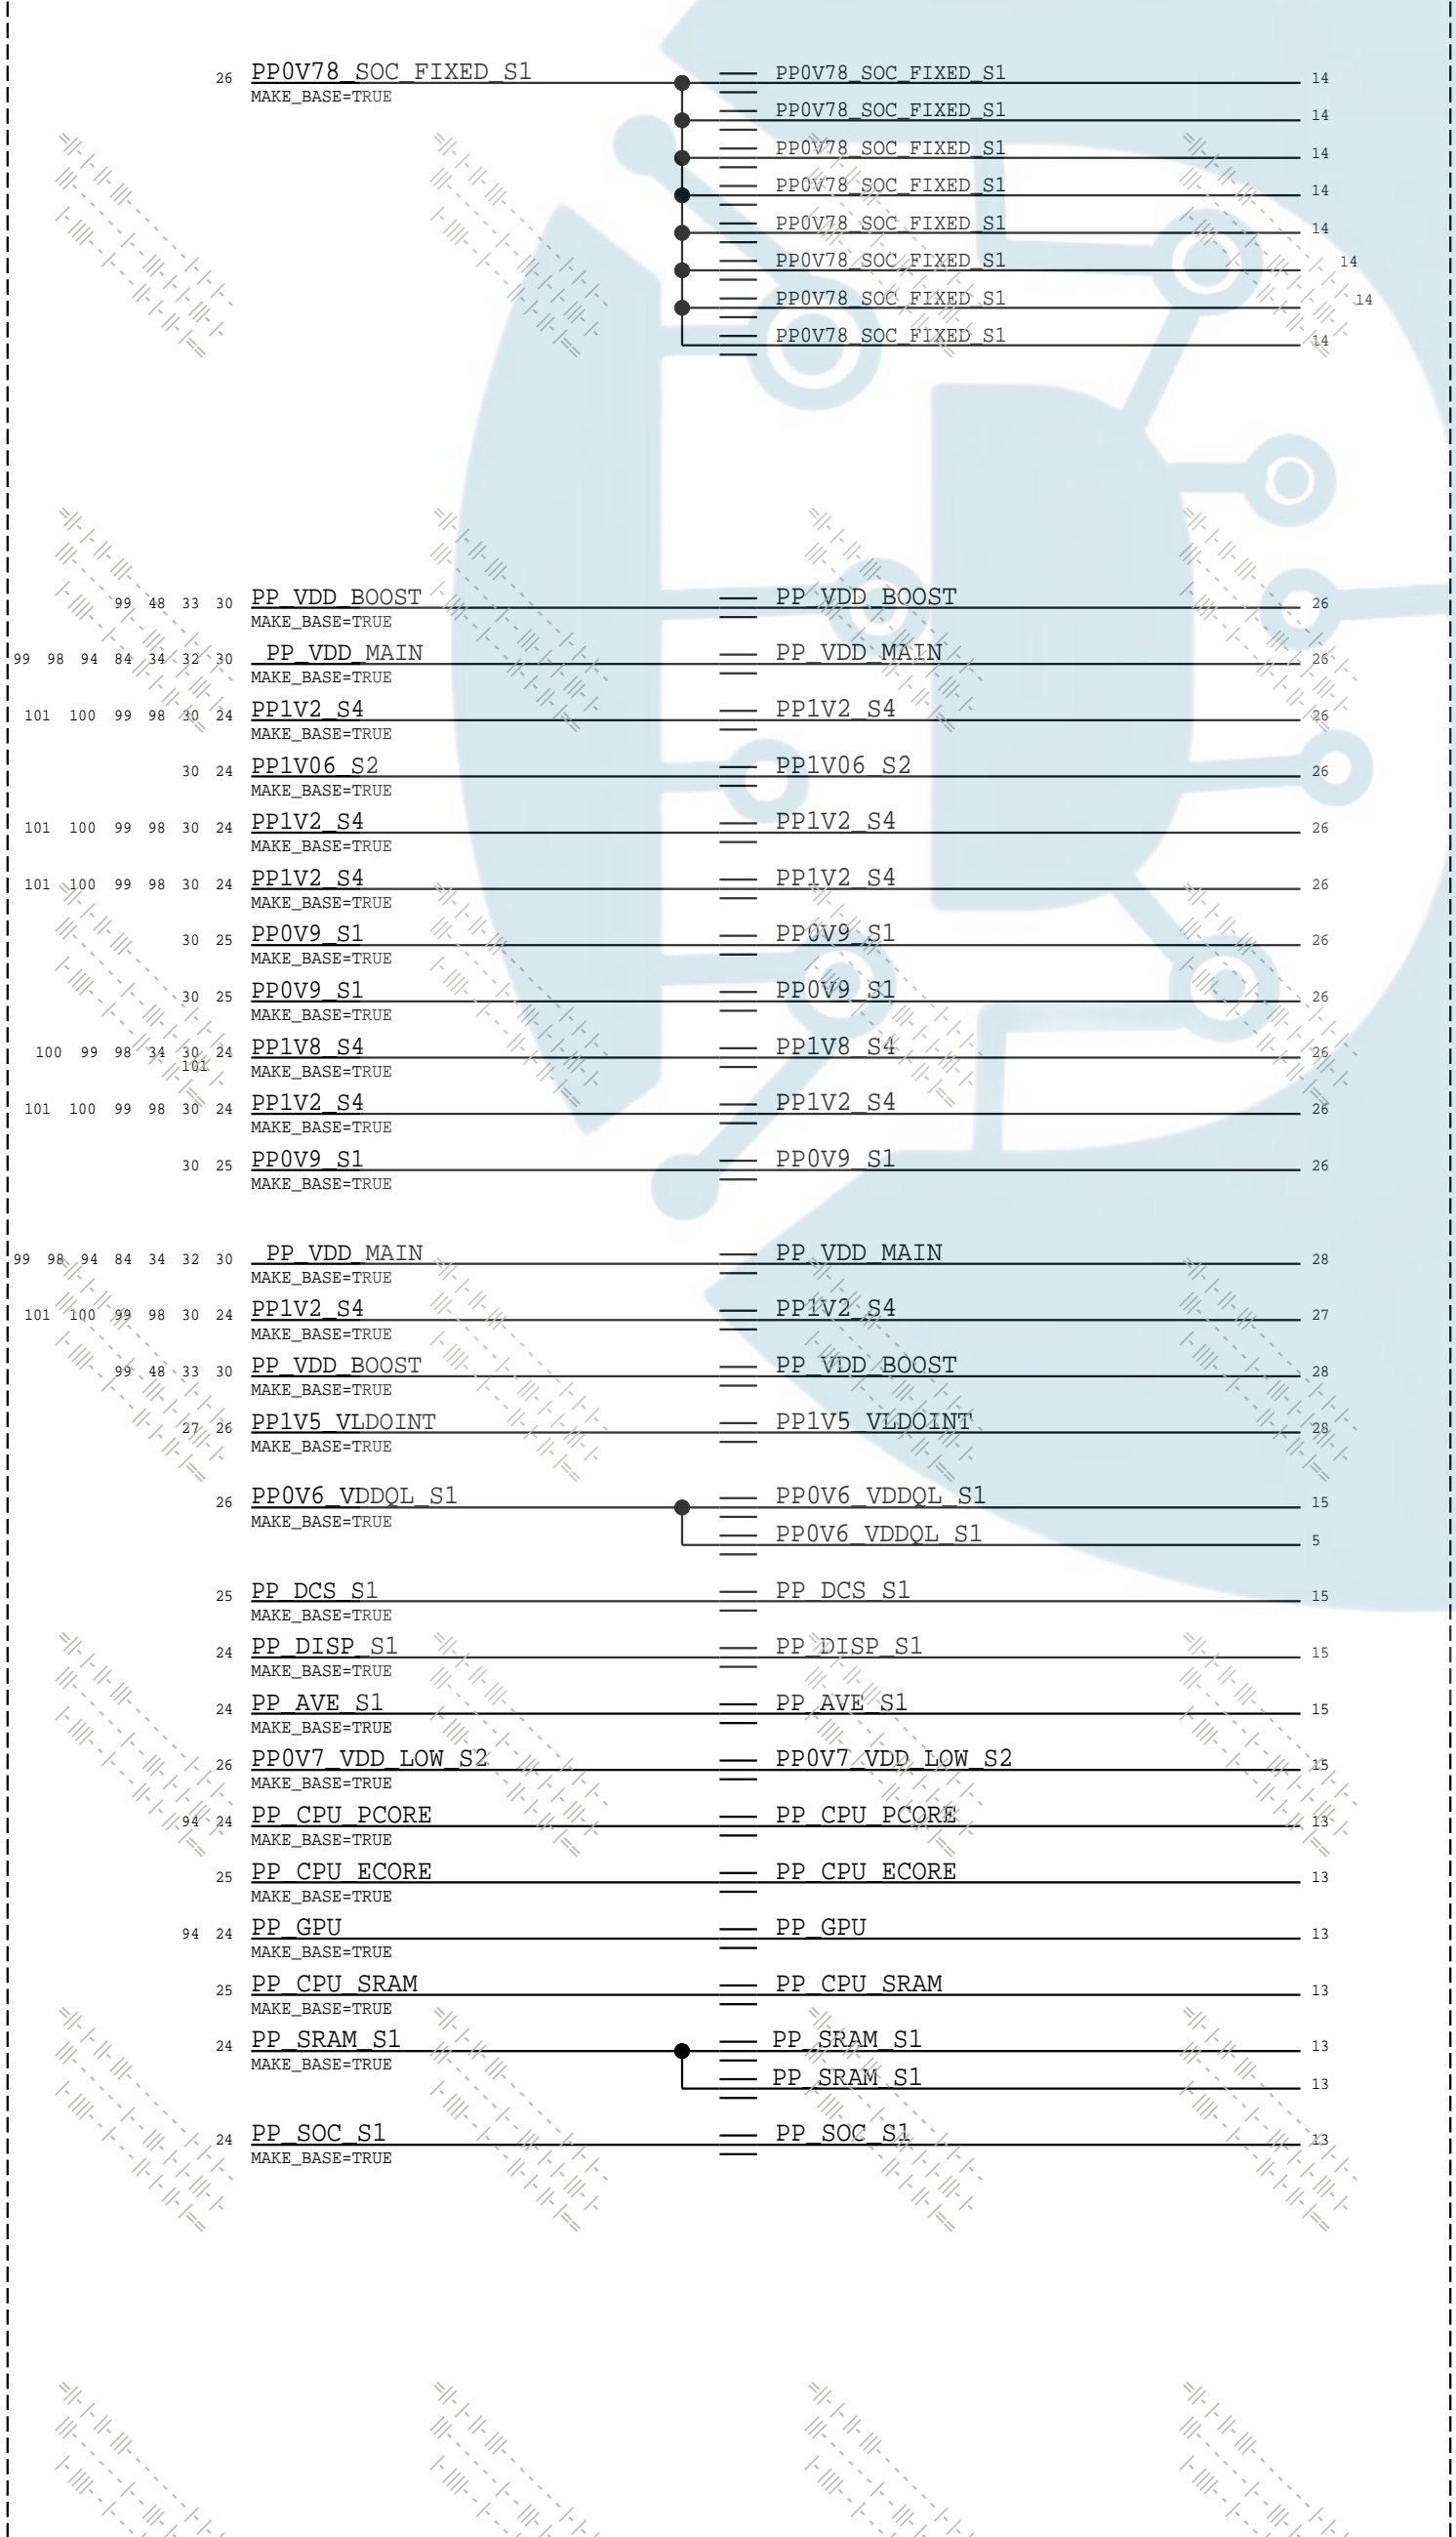 26 PP0V78_SOC_FIXED_S1 PP0V78_SOC_FIXED_S1 14
MAKE_BASE=TRUE
PP0V78_SOC_FIXED_S1 14
PP0V78_SOC_FIXED_S1 14
PP0V78_SOC_FIXED_S1 14
PP0V78_SOC_FIXED_S1 14
PP0V78_SOC_FIXED_S1 14
PP0V78_SOC_FIXED_S1 14
PP0V78_SOC_FIXED_S1 14
99 48 33 30 PP_VDD_BOOST PP_VDD_BOOST 26
MAKE_BASE=TRUE
99 98 94 84 34 32 30 PP_VDD_MAIN PP_VDD_MAIN 26
MAKE_BASE=TRUE
101 100 99 98 30 24 PP1V2_S4 PP1V2_S4 26
MAKE_BASE=TRUE
30 24 PP1V06_S2 PP1V06_S2 26
MAKE_BASE=TRUE
101 100 99 98 30 24 PP1V2_S4 PP1V2_S4 26
MAKE_BASE=TRUE
101 100 99 98 30 24 PP1V2_S4 PP1V2_S4 26
MAKE_BASE=TRUE
30 25 PP0V9_S1 PP0V9_S1 26
MAKE_BASE=TRUE
30 25 PP0V9_S1 PP0V9_S1 26
MAKE_BASE=TRUE
100 99 98 34 30 24 PP1V8_S4 PP1V8_S4 26
101 MAKE_BASE=TRUE
101 100 99 98 30 24 PP1V2_S4 PP1V2_S4 26
MAKE_BASE=TRUE
30 25 PP0V9_S1 PP0V9_S1 26
MAKE_BASE=TRUE
99 98 94 84 34 32 30 PP_VDD_MAIN PP_VDD_MAIN 28
MAKE_BASE=TRUE
101 100 99 98 30 24 PP1V2_S4 PP1V2_S4 27
MAKE_BASE=TRUE
99 48 33 30 PP_VDD_BOOST PP_VDD_BOOST 28
MAKE_BASE=TRUE
27 26 PP1V5_VLDOINT PP1V5_VLDOINT 28
MAKE_BASE=TRUE
26 PP0V6_VDDQL_S1 PP0V6_VDDQL_S1 15
MAKE_BASE=TRUE
PP0V6_VDDQL_S1 5
25 PP_DCS_S1 PP_DCS_S1 15
MAKE_BASE=TRUE
24 PP_DISP_S1 PP_DISP_S1 15
MAKE_BASE=TRUE
24 PP_AVE_S1 PP_AVE_S1 15
MAKE_BASE=TRUE
26 PP0V7_VDD_LOW_S2 PP0V7_VDD_LOW_S2 15
MAKE_BASE=TRUE
94 24 PP_CPU_PCORE PP_CPU_PCORE 13
MAKE_BASE=TRUE
25 PP_CPU_ECORE PP_CPU_ECORE 13
MAKE_BASE=TRUE
94 24 PP_GPU PP_GPU 13
MAKE_BASE=TRUE
25 PP_CPU_SRAM PP_CPU_SRAM 13
MAKE_BASE=TRUE
24 PP_SRAM_S1 PP_SRAM_S1 13
MAKE_BASE=TRUE
PP_SRAM_S1 13
24 PP_SOC_S1 PP_SOC_S1 13
MAKE_BASE=TRUE